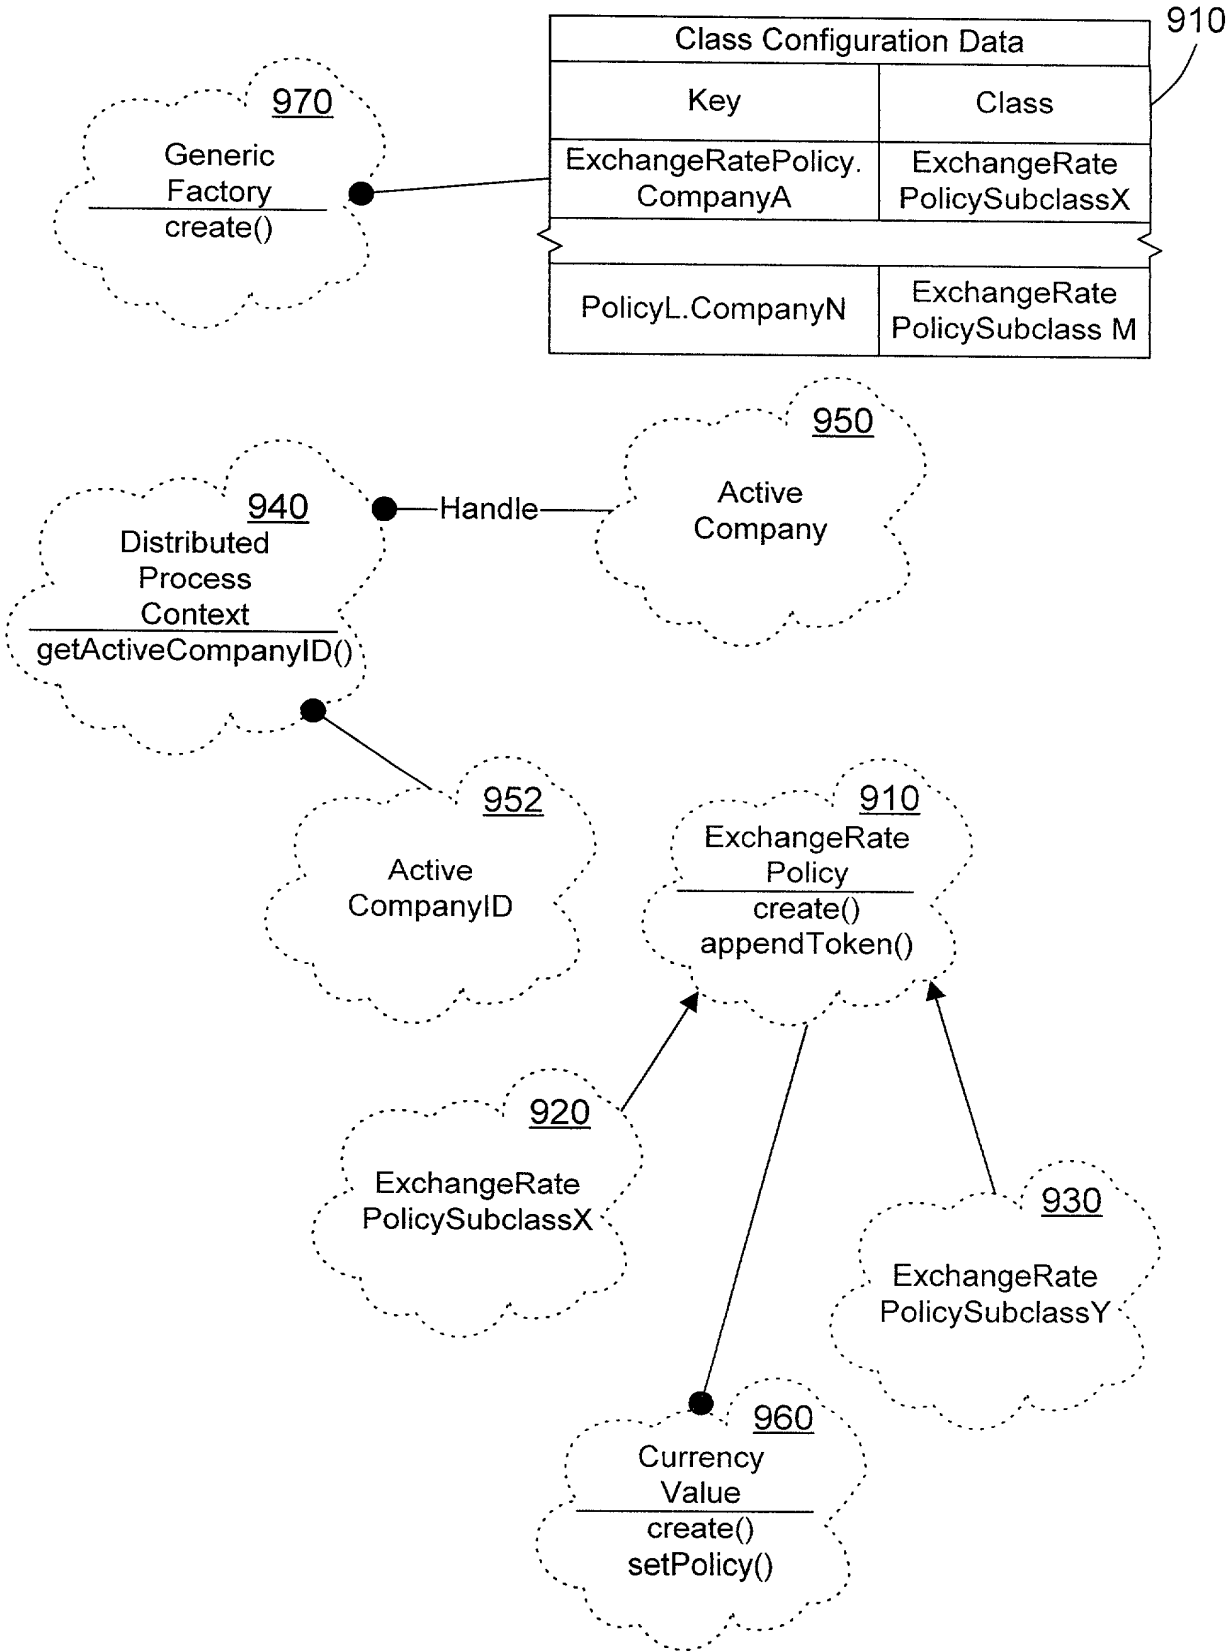 910
Class Configuration Data
Key
Class
ExchangeRatePolicy.
CompanyA
ExchangeRate
PolicySubclassX
PolicyL.CompanyN
ExchangeRate
PolicySubclass M
970
Generic
Factory
create()
950
Active
Company
940
Distributed
Process
Context
getActiveCompanyID()
Handle
952
Active
CompanyID
910
ExchangeRate
Policy
create()
appendToken()
920
ExchangeRate
PolicySubclassX
930
ExchangeRate
PolicySubclassY
960
Currency
Value
create()
setPolicy()